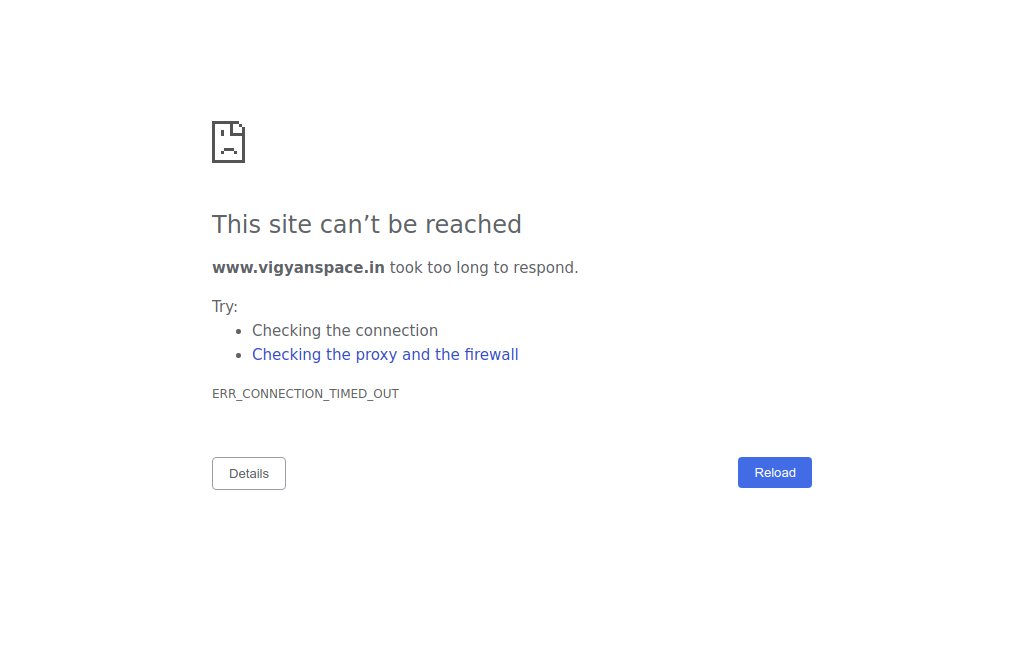 This site can’t be reached
www.vigyanspace.in took too long to respond.
Try:
Checking the connection
Checking the proxy and the firewall
ERR_CONNECTION_TIMED_OUT
Details
Reload